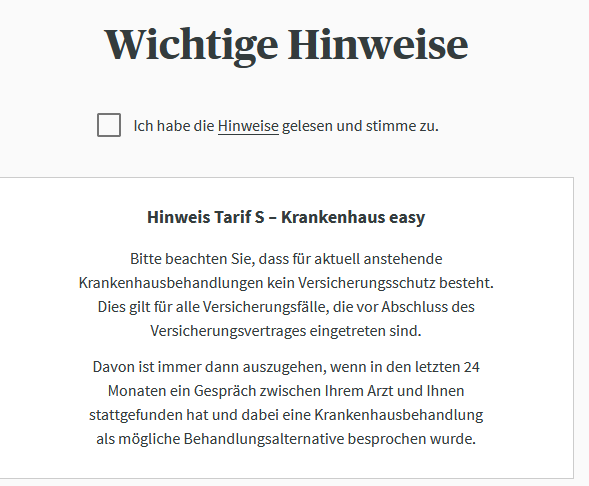 Wichtige Hinweise
Ich habe die Hinweise gelesen und stimme zu.
Hinweis Tarif S – Krankenhaus easy
Bitte beachten Sie, dass für aktuell anstehende
Krankenhausbehandlungen kein Versicherungsschutz besteht.
Dies gilt für alle Versicherungsfälle, die vor Abschluss des
Versicherungsvertrages eingetreten sind.
Davon ist immer dann auszugehen, wenn in den letzten 24
Monaten ein Gespräch zwischen Ihrem Arzt und Ihnen
stattgefunden hat und dabei eine Krankenhausbehandlung
als mögliche Behandlungsalternative besprochen wurde.